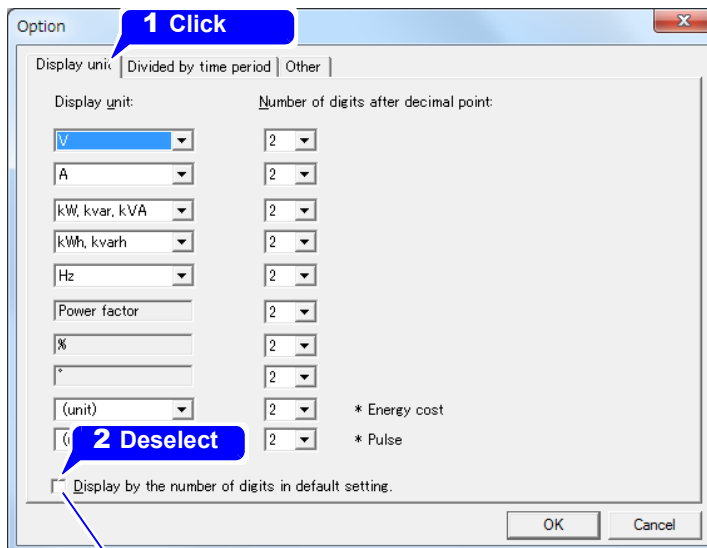 Option
1 Click
Display unit Divided by time period Other
Display unit: Number of digits after decimal point:
V 2
A 2
kW, kvar, kVA 2
kWh, kvarh 2
Hz 2
Power factor 2
% 2
° 2
(unit) 2 * Energy cost
2 * Pulse
2 Deselect
Display by the number of digits in default setting.
OK Cancel